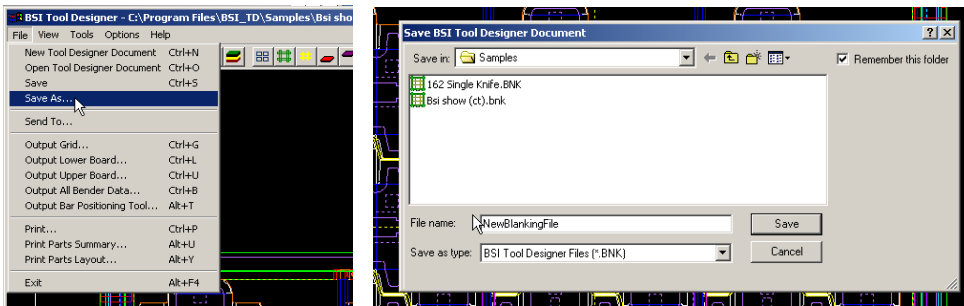 BSI Tool Designer - C:\Program Files\BSI_TD\Samples\Bsi sho
File View Tools Options Help
New Tool Designer Document Ctrl+N
Open Tool Designer Document Ctrl+O
Save Ctrl+S
Save As...
Send To...
Output Grid... Ctrl+G
Output Lower Board... Ctrl+L
Output Upper Board... Ctrl+U
Output All Bender Data... Ctrl+B
Output Bar Positioning Tool... Alt+T
Print... Ctrl+P
Print Parts Summary... Alt+U
Print Parts Layout... Alt+Y
Exit Alt+F4
Save BSI Tool Designer Document
Save in: Samples
Remember this folder
162 Single Knife.BNK
Bsi show (ct).bnk
File name: NewBlankingFile
Save
Save as type: BSI Tool Designer Files (*.BNK)
Cancel